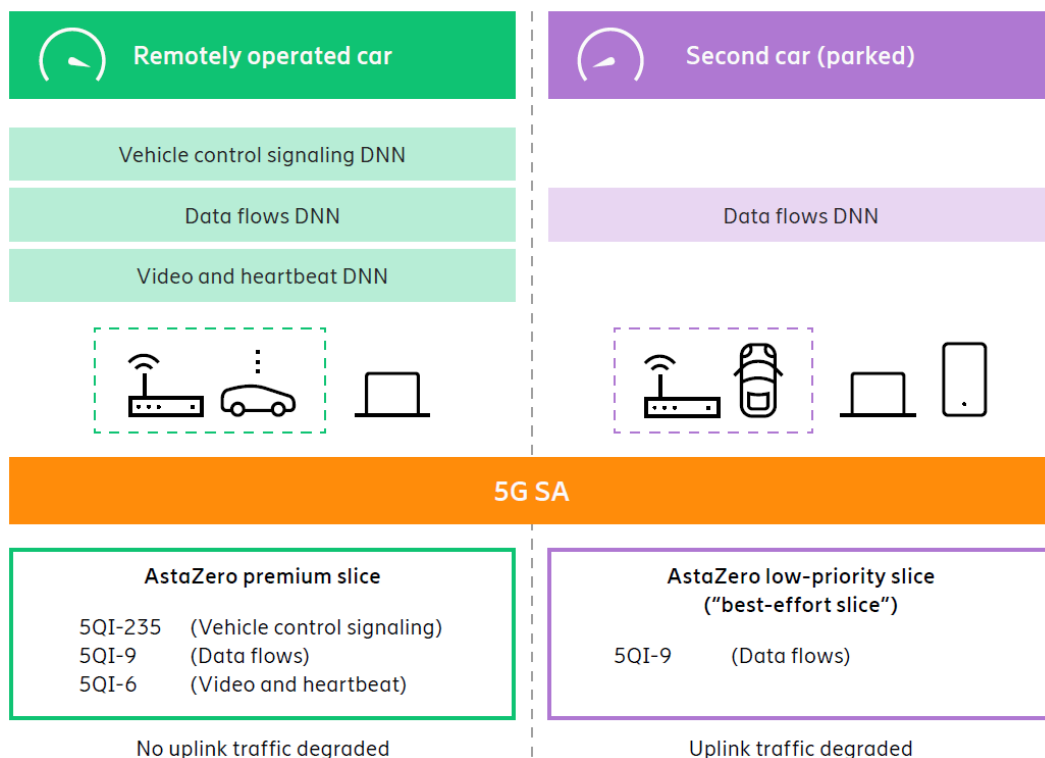 Remotely operated car
Second car (parked)
Vehicle control signaling DNN
Data flows DNN
Data flows DNN
Video and heartbeat DNN
5G SA
AstaZero premium slice
5QI-235 (Vehicle control signaling)
5QI-9 (Data flows)
5QI-6 (Video and heartbeat)
No uplink traffic degraded
AstaZero low-priority slice
(”best-effort slice”)
5QI-9 (Data flows)
Uplink traffic degraded